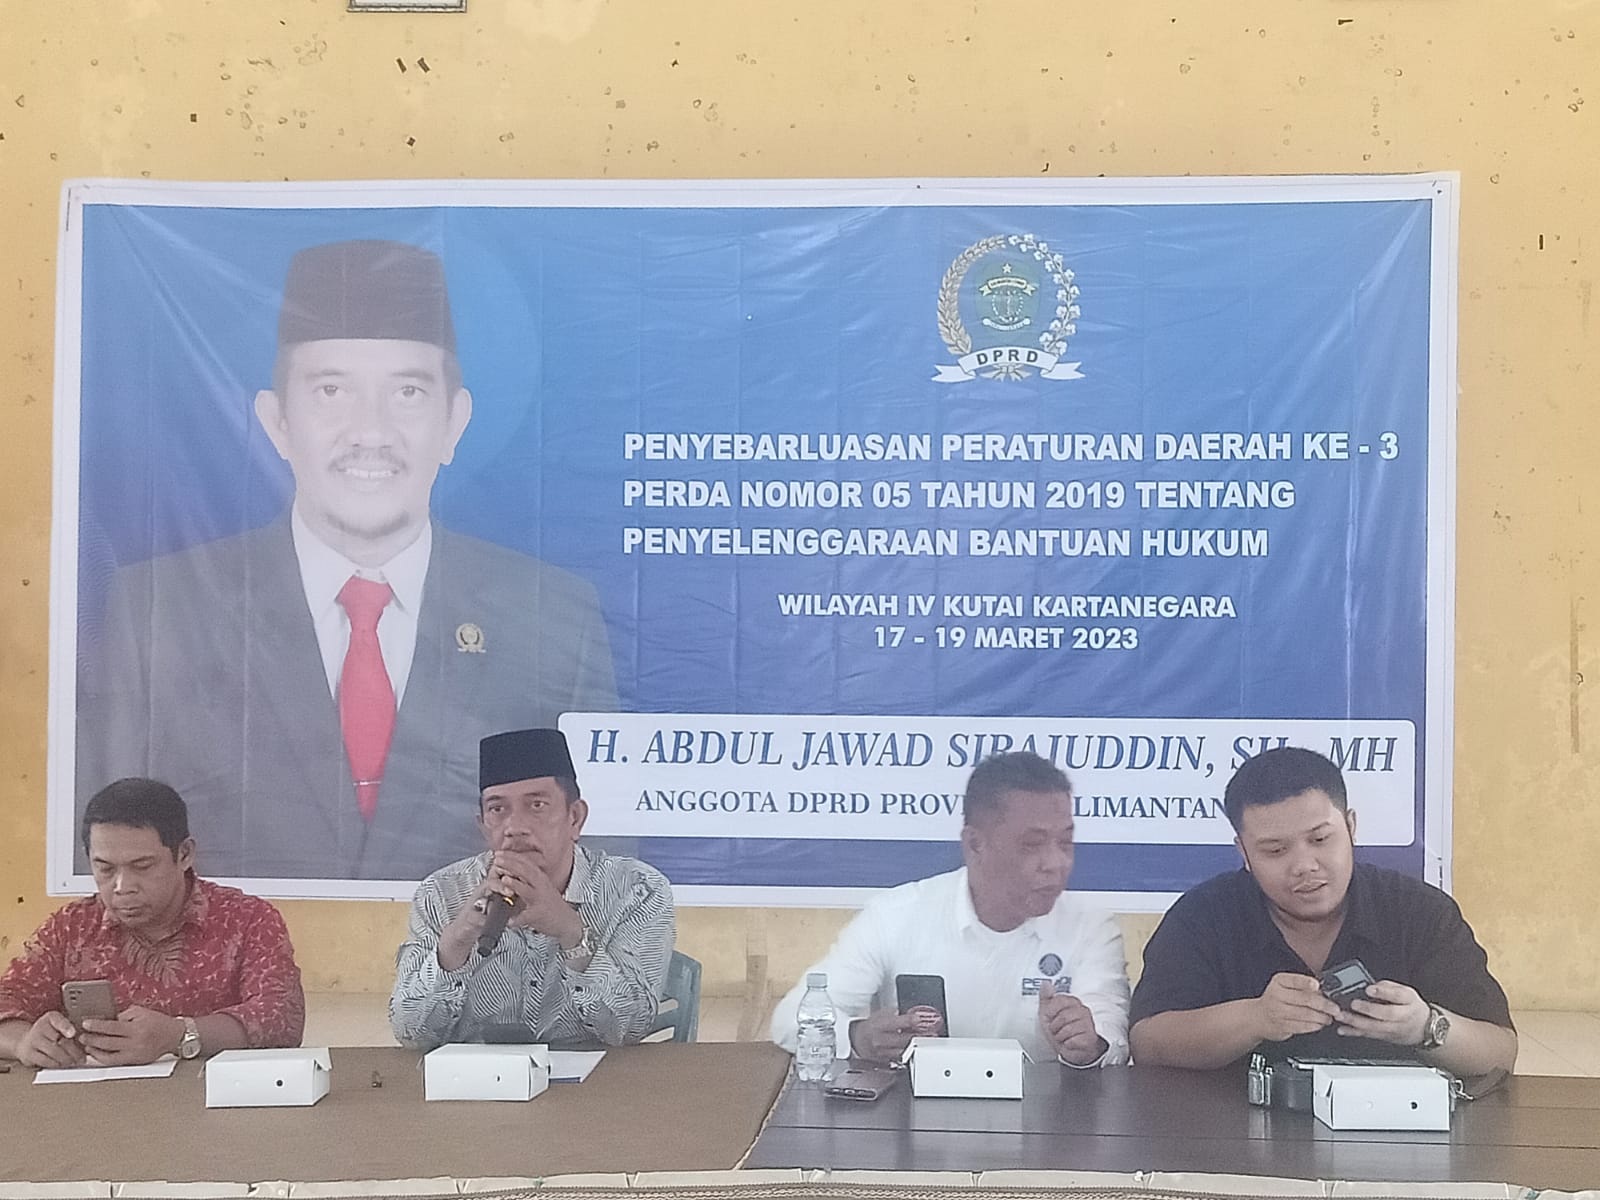 DPRD
PENYEBARLUASAN PERATURAN DAERAH KE - 3
PERDA NOMOR 05 TAHUN 2019 TENTANG
PENYELENGGARAAN BANTUAN HUKUM
WILAYAH IV KUTAI KARTANEGARA
17 - 19 MARET 2023
H. ABDUL JAWAD SIRAJUDDIN, SH., MH
ANGGOTA DPRD